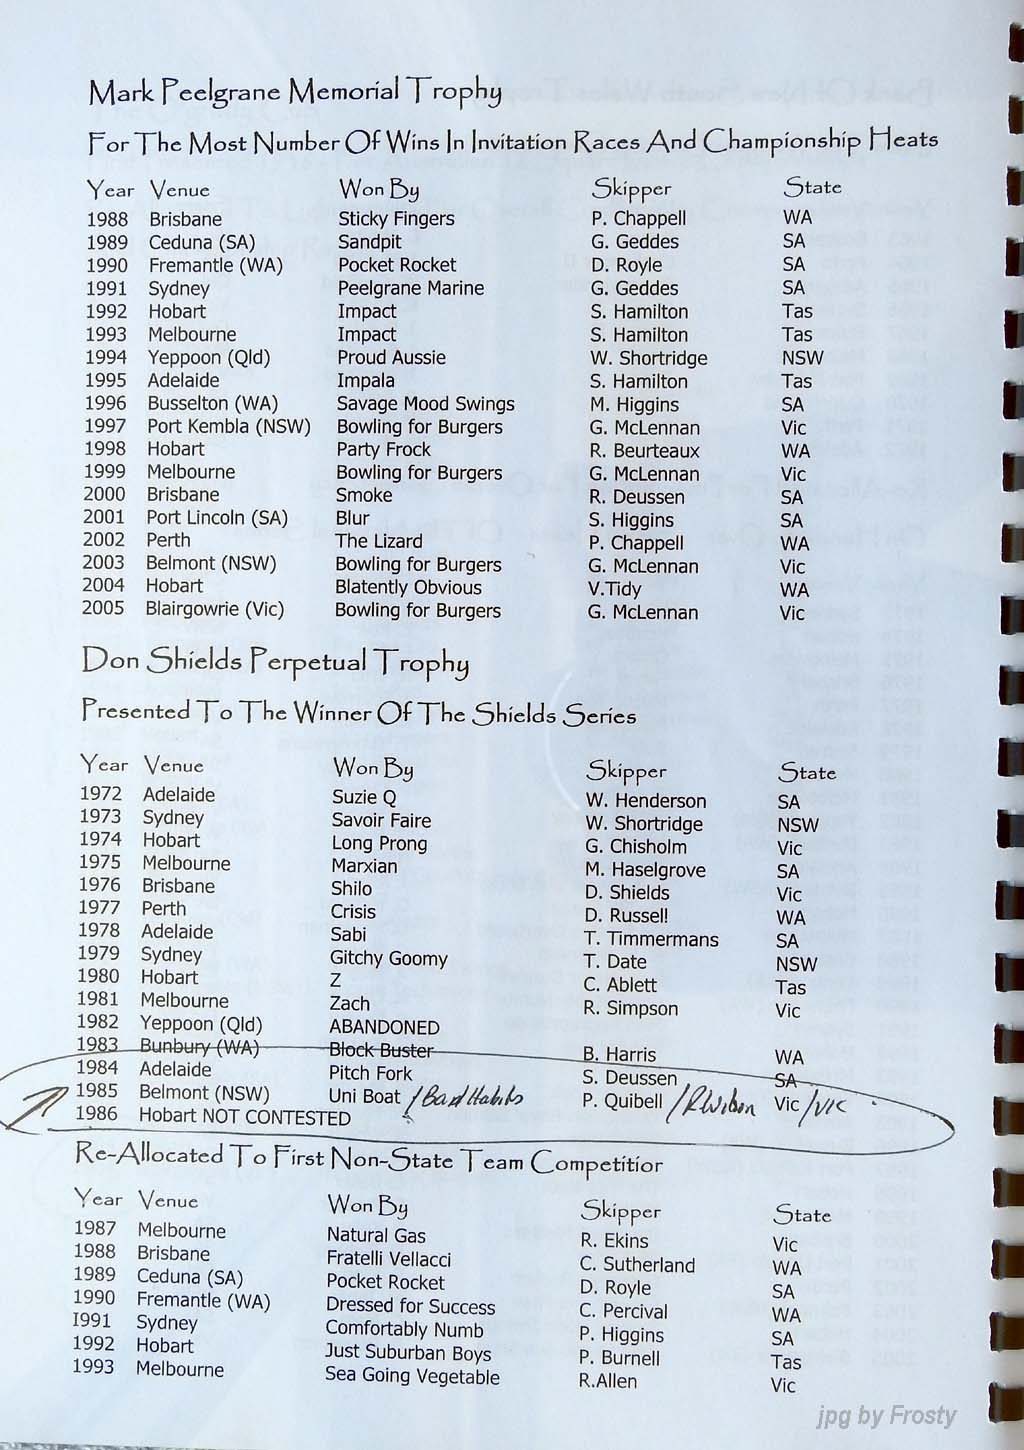 Mark Peelgrane Memorial Trophy
For The Most Number Of Wins In Invitation Races And Championship Heats
Year Venue Won By Skipper State
1988 Brisbane Sticky Fingers P. Chappell WA
1989 Ceduna (SA) Sandpit G. Geddes SA
1990 Fremantle (WA) Pocket Rocket D. Royle SA
1991 Sydney Peelgrane Marine G. Geddes SA
1992 Hobart Impact S. Hamilton Tas
1993 Melbourne Impact S. Hamilton Tas
1994 Yeppoon (Qld) Proud Aussie W. Shortridge NSW
1995 Adelaide Impala S. Hamilton Tas
1996 Busselton (WA) Savage Mood Swings M. Higgins SA
1997 Port Kembla (NSW) Bowling for Burgers G. McLennan Vic
1998 Hobart Party Frock R. Beurteaux WA
1999 Melbourne Bowling for Burgers G. McLennan Vic
2000 Brisbane Smoke R. Deussen SA
2001 Port Lincoln (SA) Blur S. Higgins SA
2002 Perth The Lizard P. Chappell WA
2003 Belmont (NSW) Bowling for Burgers G. McLennan Vic
2004 Hobart Blatently Obvious V.Tidy WA
2005 Blairgowrie (Vic) Bowling for Burgers G. McLennan Vic
Don Shields Perpetual Trophy
Presented To The Winner Of The Shields Series
Year Venue Won By Skipper State
1972 Adelaide Suzie Q W. Henderson SA
1973 Sydney Savoir Faire W. Shortridge NSW
1974 Hobart Long Prong G. Chisholm Vic
1975 Melbourne Marxian M. Haselgrove SA
1976 Brisbane Shilo D. Shields Vic
1977 Perth Crisis D. Russell WA
1978 Adelaide Sabi T. Timmermans SA
1979 Sydney Gitchy Goomy T. Date NSW
1980 Hobart Z C. Ablett Tas
1981 Melbourne Zach R. Simpson Vic
1982 Yeppoon (Qld) ABANDONED
1983 Bunbury (WA) Block Buster B. Harris WA
1984 Adelaide Pitch Fork S. Deussen SA
1985 Belmont (NSW) Uni Boat /Bad Habits P. Quibell /R Wilson Vic /VIC
1986 Hobart NOT CONTESTED
Re-Allocated To First Non-State Team Competitior
Year Venue Won By Skipper State
1987 Melbourne Natural Gas R. Ekins Vic
1988 Brisbane Fratelli Vellacci C. Sutherland WA
1989 Ceduna (SA) Pocket Rocket D. Royle SA
1990 Fremantle (WA) Dressed for Success C. Percival WA
1991 Sydney Comfortably Numb P. Higgins SA
1992 Hobart Just Suburban Boys P. Burnell Tas
1993 Melbourne Sea Going Vegetable R.Allen Vic
jpg by Frosty